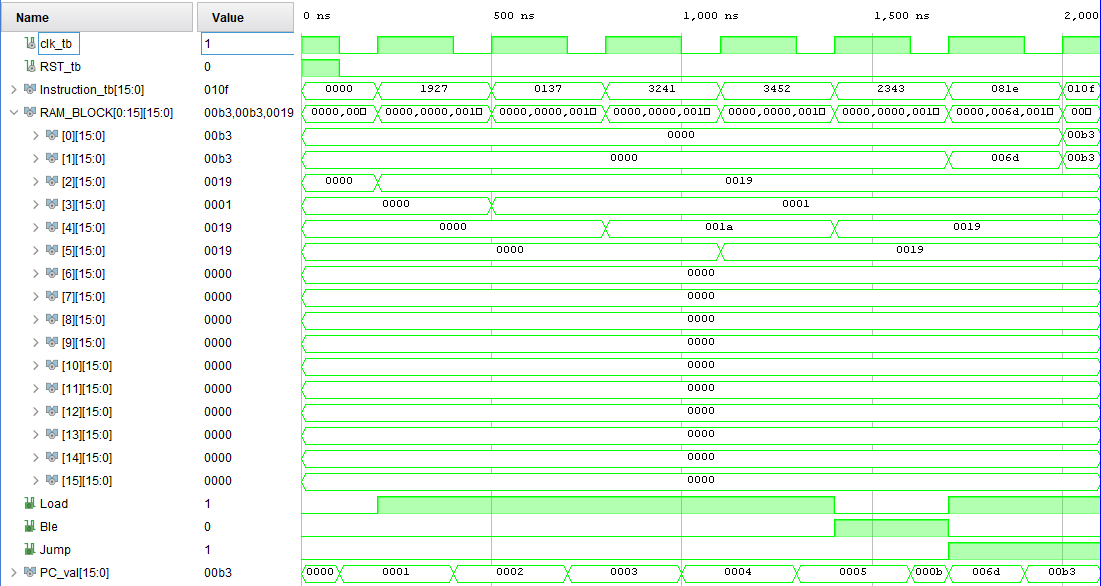 Name Value 0 ns 500 ns 1,000 ns 1,500 ns 2,000
clk_tb 1
RST_tb 0
Instruction_tb[15:0] 010f 0000 1927 0137 3241 3452 2343 081e 010f
RAM_BLOCK[0:15][15:0] 00b3,00b3,0019 0000,00 0000,0000,001 0000,0000,001 0000,0000,001 0000,0000,001 0000,0000,001 0000,006d,001 00
[0][15:0] 00b3 0000 00b3
[1][15:0] 00b3 0000 006d 00b3
[2][15:0] 0019 0000 0019
[3][15:0] 0001 0000 0001
[4][15:0] 0019 0000 001a 0019
[5][15:0] 0019 0000 0019
[6][15:0] 0000 0000
[7][15:0] 0000 0000
[8][15:0] 0000 0000
[9][15:0] 0000 0000
[10][15:0] 0000 0000
[11][15:0] 0000 0000
[12][15:0] 0000 0000
[13][15:0] 0000 0000
[14][15:0] 0000 0000
[15][15:0] 0000 0000
Load 1
Ble 0
Jump 1
PC_val[15:0] 00b3 0000 0001 0002 0003 0004 0005 000b 006d 00b3